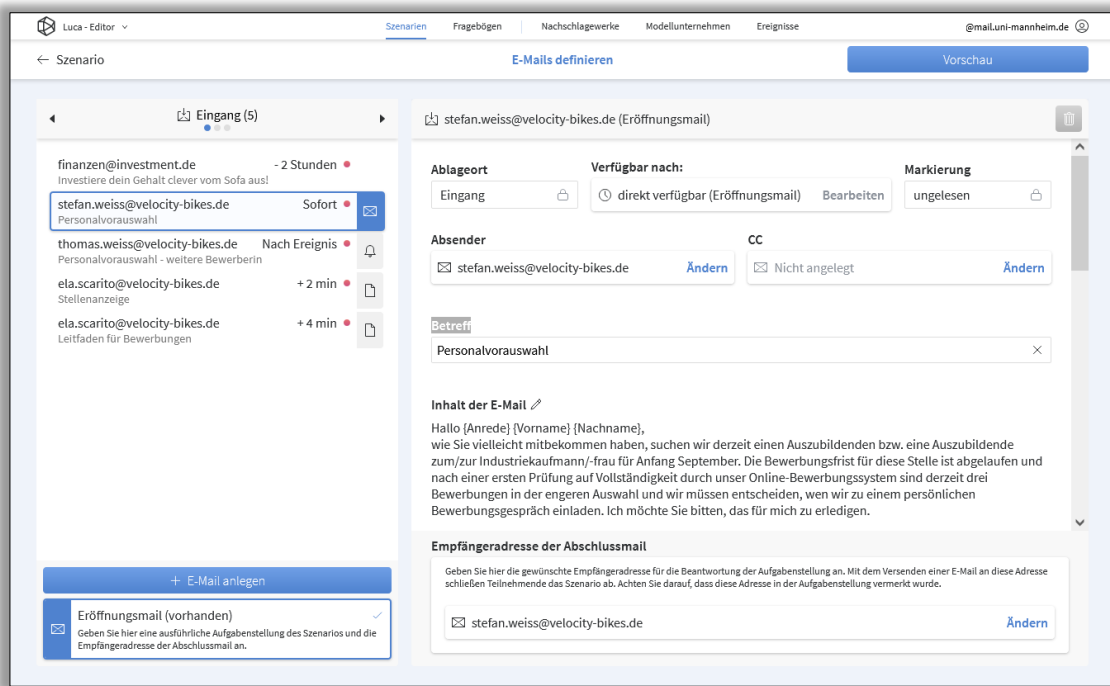 Luca - Editor
Szenarien
Fragebögen
Nachschlagewerke
Modellunternehmen
Ereignisse
@mail.uni-mannheim.de
Szenario
E-Mails definieren
Vorschau
Eingang (5)
finanzen@investment.de
- 2 Stunden
Investiere dein Gehalt clever vom Sofa aus!
stefan.weiss@velocity-bikes.de
Sofort
Personalvorauswahl
thomas.weiss@velocity-bikes.de
Nach Ereignis
Personalvorauswahl - weitere Bewerberin
ela.scarito@velocity-bikes.de
+ 2 min
Stellenanzeige
ela.scarito@velocity-bikes.de
+ 4 min
Leitfaden für Bewerbungen
+ E-Mail anlegen
Eröffnungsmail (vorhanden)
Geben Sie hier eine ausführliche Aufgabenstellung des Szenarios und die
Empfängeradresse der Abschlussmail an.
stefan.weiss@velocity-bikes.de (Eröffnungsmail)
Ablageort
Verfügbar nach:
Markierung
Eingang
direkt verfügbar (Eröffnungsmail)
Bearbeiten
ungelesen
Absender
CC
stefan.weiss@velocity-bikes.de
Ändern
Nicht angelegt
Ändern
Betreff
Personalvorauswahl
Inhalt der E-Mail
Hallo {Anrede} {Vorname} {Nachname},
wie Sie vielleicht mitbekommen haben, suchen wir derzeit einen Auszubildenden bzw. eine Auszubildende
zum/zur Industriekaufmann/-frau für Anfang September. Die Bewerbungsfrist für diese Stelle ist abgelaufen und
nach einer ersten Prüfung auf Vollständigkeit durch unser Online-Bewerbungssystem sind derzeit drei
Bewerbungen in der engeren Auswahl und wir müssen entscheiden, wen wir zu einem persönlichen
Bewerbungsgespräch einladen. Ich möchte Sie bitten, das für mich zu erledigen.
Empfängeradresse der Abschlussmail
Geben Sie hier die gewünschte Empfängeradresse für die Beantwortung der Aufgabenstellung an. Mit dem Versenden einer E-Mail an diese Adresse
schließen Teilnehmende das Szenario ab. Achten Sie darauf, dass diese Adresse in der Aufgabenstellung vermerkt wurde.
stefan.weiss@velocity-bikes.de
Ändern